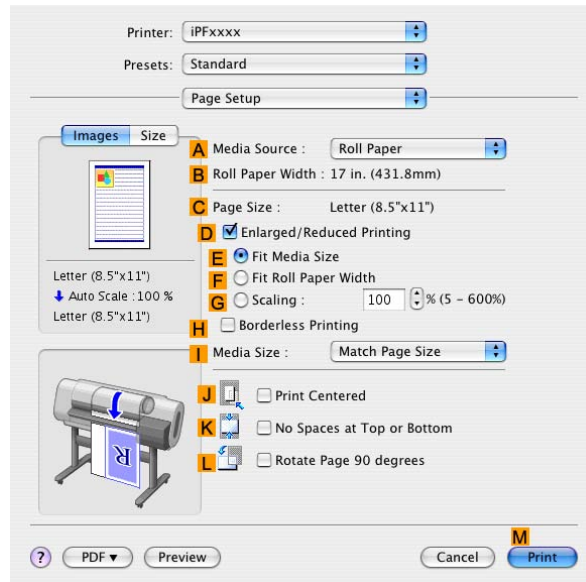 Printer: iPFxxxx
Presets: Standard
Page Setup
Images Size
A Media Source : Roll Paper
B Roll Paper Width : 17 in. (431.8mm)
C Page Size : Letter (8.5"x11")
D Enlarged/Reduced Printing
E Fit Media Size
F Fit Roll Paper Width
G Scaling : 100 % (5 - 600%)
Letter (8.5"x11")
Auto Scale :100 %
Letter (8.5"x11")
H Borderless Printing
I Media Size : Match Page Size
J Print Centered
K No Spaces at Top or Bottom
L Rotate Page 90 degrees
R
M
? PDF Preview Cancel Print